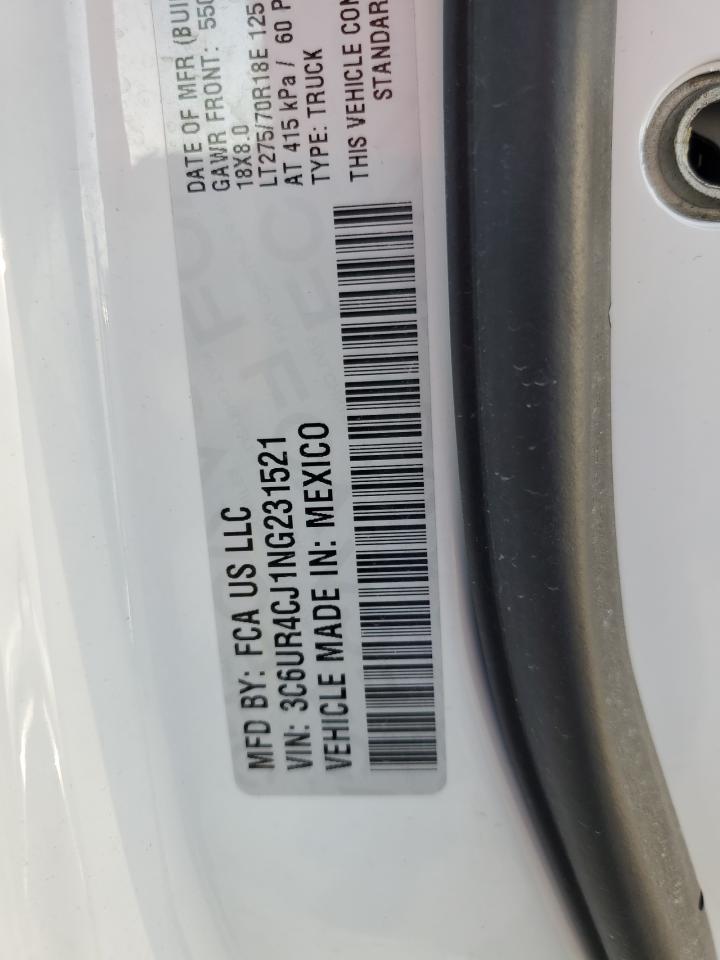 MFD BY: FCA US LLC
VIN: 3C6UR4CJ1NG231521
VEHICLE MADE IN: MEXICO
DATE OF MFR (BUI
GAWR FRONT: 550
18X8.0
LT275/70R18E 125
AT 415 kPa / 60 P
TYPE: TRUCK
THIS VEHICLE CON
STANDAR